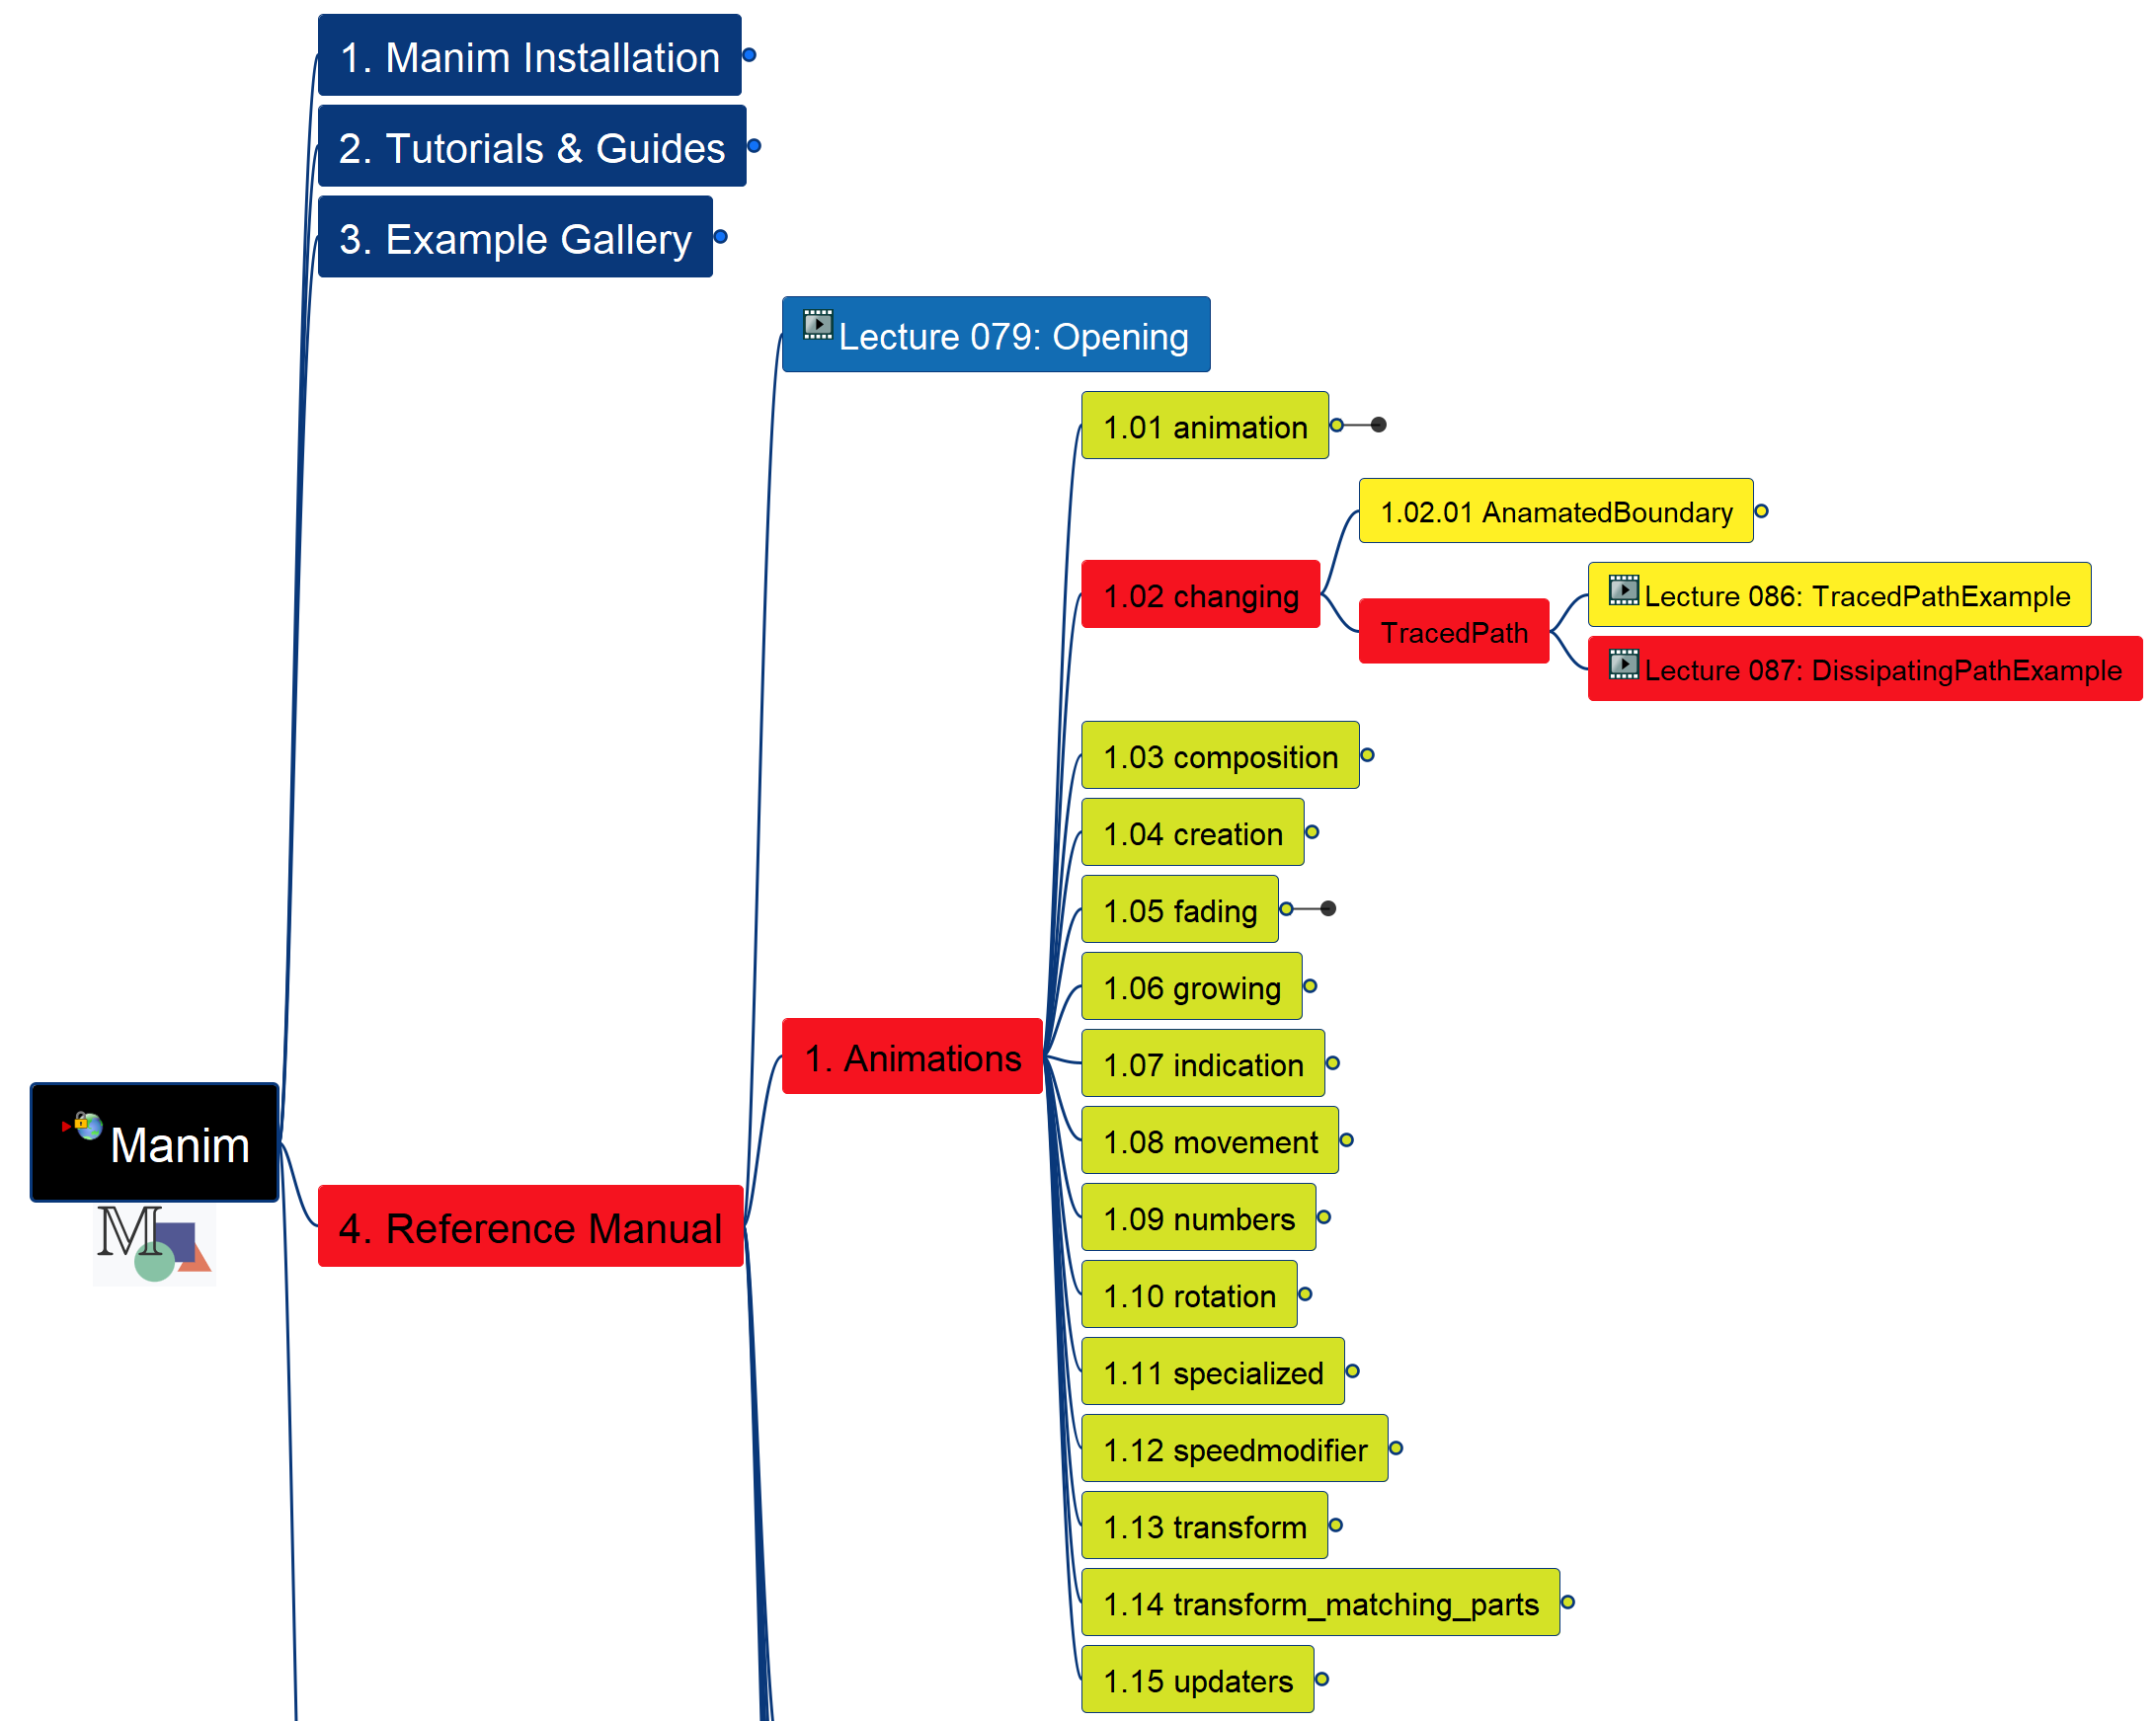 1. Manim Installation
2. Tutorials & Guides
3. Example Gallery
Lecture 079: Opening
1.01 animation
1.02.01 AnamatedBoundary
1.02 changing
Lecture 086: TracedPathExample
TracedPath
Lecture 087: DissipatingPathExample
1.03 composition
1.04 creation
1.05 fading
1.06 growing
1. Animations
1.07 indication
Manim
1.08 movement
4. Reference Manual
M
1.09 numbers
1.10 rotation
1.11 specialized
1.12 speedmodifier
1.13 transform
1.14 transform_matching_parts
1.15 updaters